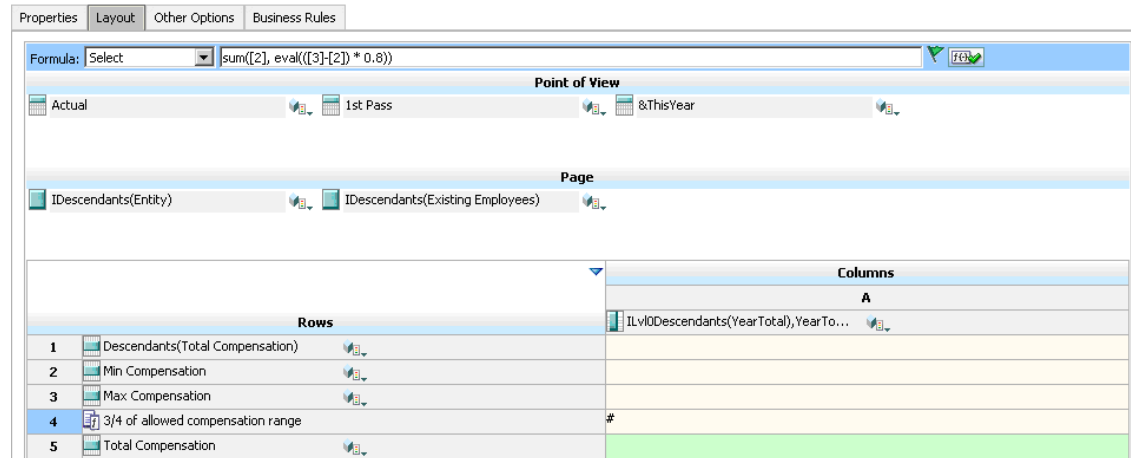 Properties Layout Other Options Business Rules
Formula: Select sum([2], eval(([3]-[2]) * 0.8))
Point of View
Actual 1st Pass &ThisYear
Page
IDescendants(Entity) IDescendants(Existing Employees)
Columns
A
Rows ILvl0Descendants(YearTotal),YearTo...
1 Descendants(Total Compensation)
2 Min Compensation
3 Max Compensation
4 3/4 of allowed compensation range #
5 Total Compensation